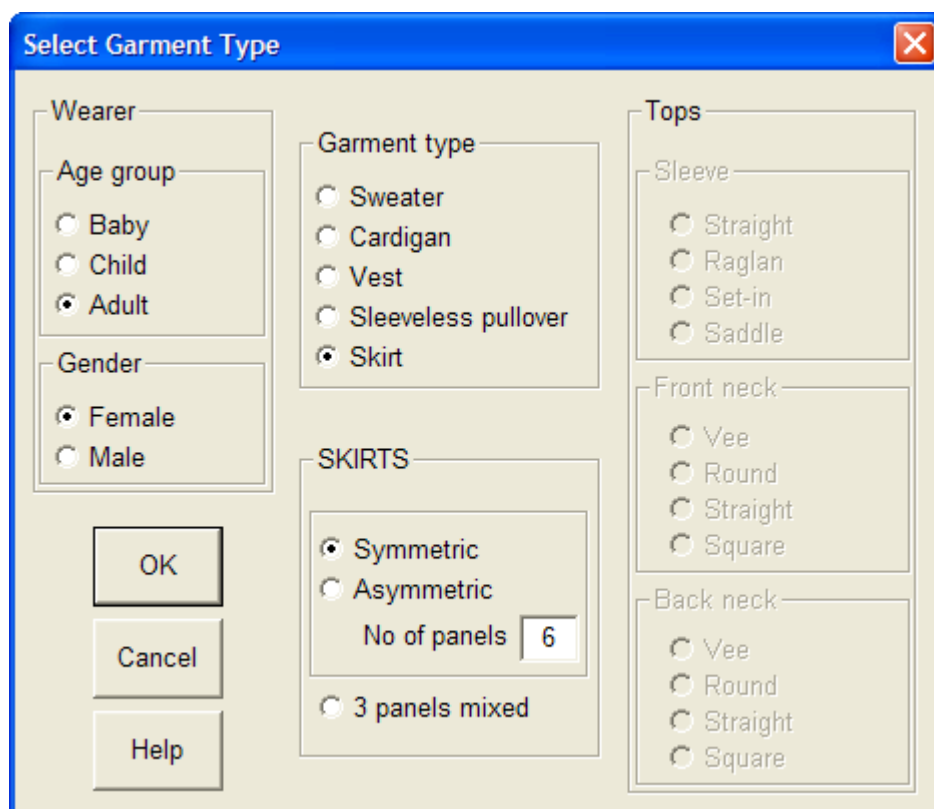 Select Garment Type
Wearer
Age group
Baby
Child
Adult
Gender
Female
Male
OK
Cancel
Help
Garment type
Sweater
Cardigan
Vest
Sleeveless pullover
Skirt
SKIRTS
Symmetric
Asymmetric
No of panels 6
3 panels mixed
Tops
Sleeve
Straight
Raglan
Set-in
Saddle
Front neck
Vee
Round
Straight
Square
Back neck
Vee
Round
Straight
Square